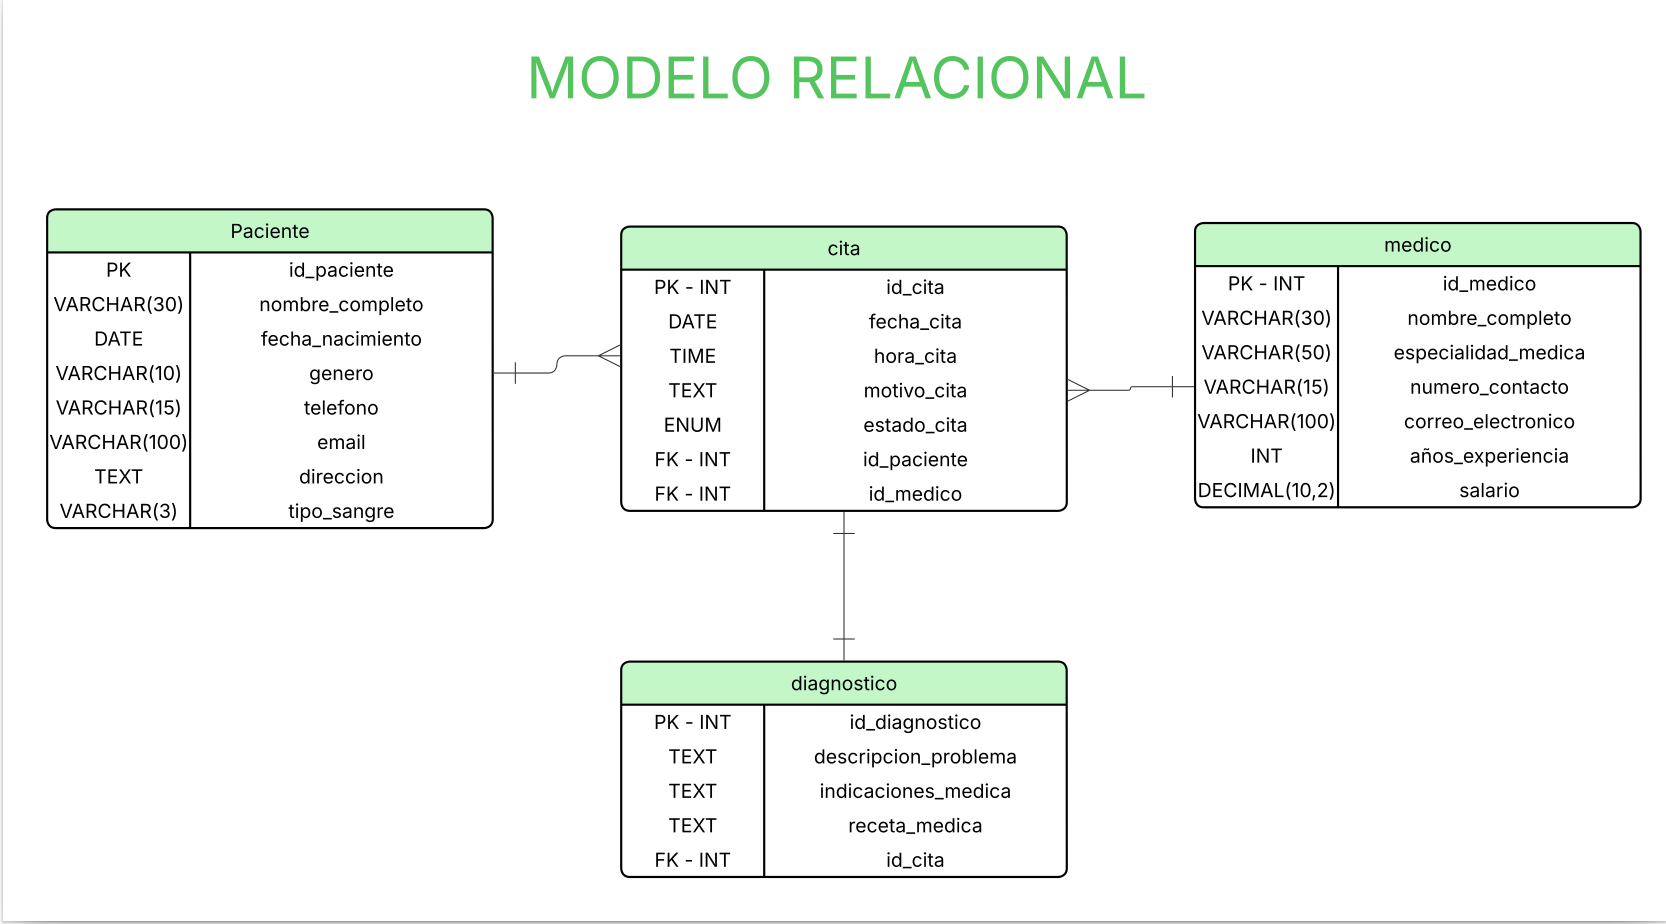 MODELO RELACIONAL
Paciente
PK id_paciente
VARCHAR(30) nombre_completo
DATE fecha_nacimiento
VARCHAR(10) genero
VARCHAR(15) telefono
VARCHAR(100) email
TEXT direccion
VARCHAR(3) tipo_sangre
cita
PK - INT id_cita
DATE fecha_cita
TIME hora_cita
TEXT motivo_cita
ENUM estado_cita
FK - INT id_paciente
FK - INT id_medico
medico
PK - INT id_medico
VARCHAR(30) nombre_completo
VARCHAR(50) especialidad_medica
VARCHAR(15) numero_contacto
VARCHAR(100) correo_electronico
INT años_experiencia
DECIMAL(10,2) salario
diagnostico
PK - INT id_diagnostico
TEXT descripcion_problema
TEXT indicaciones_medica
TEXT receta_medica
FK - INT id_cita